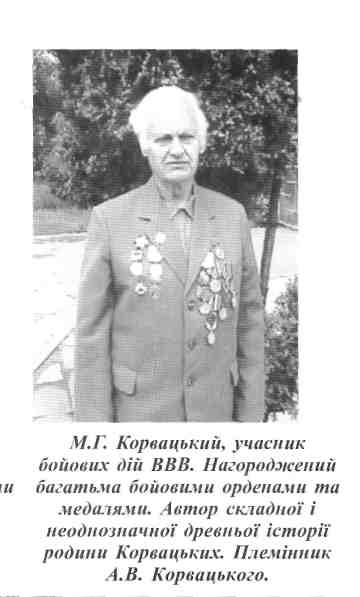 М.Г. Корвацький, учасник
бойових дій ВВВ. Нагороджений
багатьма бойовими орденами та
медалями. Автор складної і
неоднозначної древньої історії
родини Корвацьких. Племінник
А.В. Корвацького.